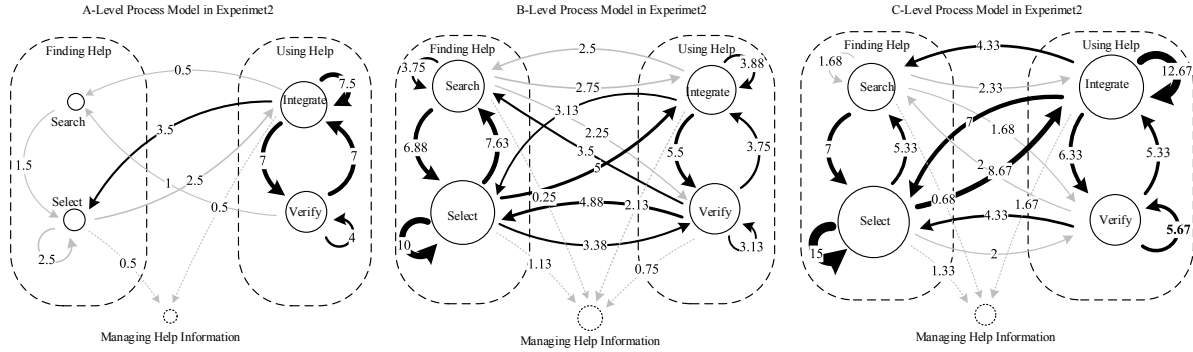 A-Level Process Model in Experimet2
Finding Help
Using Help
0.5
Integrate
7.5
Search
3.5
1.5
7
7
1
2.5
Select
0.5
Verify
4
2.5
0.5
Managing Help Information
B-Level Process Model in Experimet2
Finding Help
Using Help
2.5
3.75
3.88
Search
2.75
Integrate
3.13
2.25
6.88
7.63
3.5
5
5.5
3.75
0.25
4.88
2.13
Select
Verify
10
3.38
3.13
1.13
0.75
Managing Help Information
C-Level Process Model in Experimet2
Finding Help
Using Help
4.33
1.68
12.67
Search
2.33
Integrate
7
1.68
7
5.33
6.33
5.33
2
8.67
0.68
1.67
Select
4.33
Verify
15
2
5.67
1.33
Managing Help Information